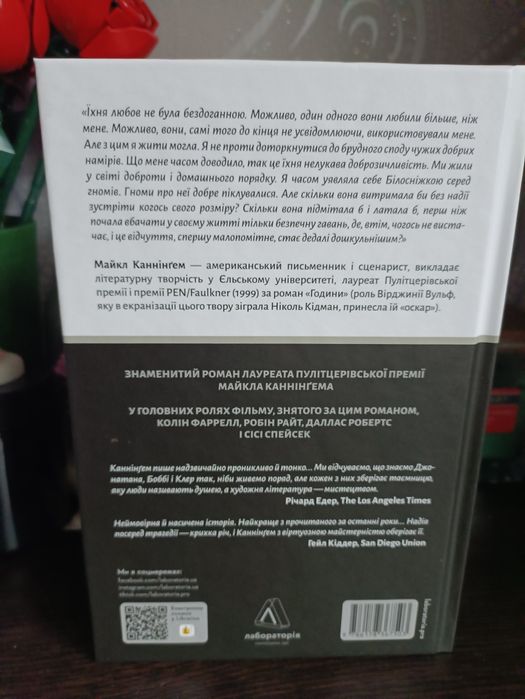 «Їхня любов не була бездоганною. Можливо, один одного вони любили більше, ніж
мене. Можливо, вони, самі того до кінця не усвідомлюючи, використовували мене.
Але з цим я жити могла. Я не проти доторкнутися до брудного споду чужих добрих
намірів. Що мене часом доводило, так це їхня нелукава доброзичливість. Ми жили
у світі доброти і домашнього порядку. Я часом уявляла себе Білосніжкою серед
гномів. Гноми про неї добре піклувалися. Але скільки вона витримала би без надії
зустріти когось свого розміру? Скільки вона підмітала б і латала б, перш ніж
почала вбачати у своєму житті тільки безпечну гавань, де, втім, чогось не виста-
чає, і це відчуття, спершу малопомітне, стає дедалі дошкульнішим?»
Майкл Каннінґем — американський письменник і сценарист, викладає
літературну творчість у Єльському університеті, лауреат Пулітцерівської
премії і премії PEN/Faulkner (1999) за роман «Години» (роль Вірджинії Вульф,
яку в екранізації цього твору зіграла Ніколь Кідман, принесла їй «оскар»).
ЗНАМЕНИТИЙ РОМАН ЛАУРЕАТА ПУЛІТЦЕРІВСЬКОЇ ПРЕМІЇ
МАЙКЛА КАННІНҐЕМА
У ГОЛОВНИХ РОЛЯХ ФІЛЬМУ, ЗНЯТОГО ЗА ЦИМ РОМАНОМ,
КОЛІН ФАРРЕЛЛ, РОБІН РАЙТ, ДАЛЛАС РОБЕРТС
І СІСІ СПЕЙСЕК
Каннінґем пише надзвичайно проникливо й тонко... Ми відчуваємо, що знаємо Джо-
натана, Боббі і Клер так, ніби живемо поряд, але кожен з них зберігає таємницю,
яку люди називають душею, а художня література — мистецтвом.
Річард Едер, The Los Angeles Times
Неймовірна й насичена історія. Найкраще з прочитаного за останні роки... Надія
посеред трагедії — крихка річ, і Каннінґем з віртуозною майстерністю оберігає її.
Гейл Кіддер, San Diego Union
Ми в соцмережах:
facebook.com/laboratoria.ua
instagram.com/laboratoria.ua
tiktok.com/laboratoria.pro
Електронна
книжка
у Librarius
лабораторія
laboratoria.pro